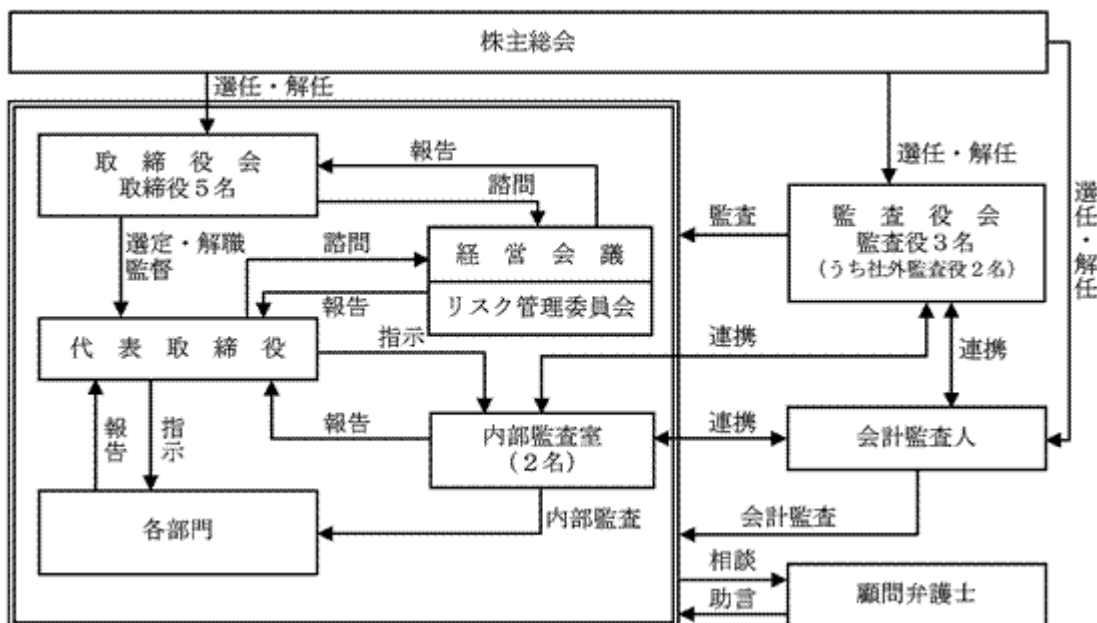 株主総会
選任・解任
取締役会
取締役5名
報告
諮問
選任・解任
選任・解任
監査
監査役会
監査役3名
(うち社外監査役2名)
選定・解職
監督
諮問
経営会議
リスク管理委員会
報告
代表取締役
指示
連携
連携
報告
指示
報告
内部監査室
(2名)
連携
会計監査人
各部門
内部監査
会計監査
相談
助言
顧問弁護士